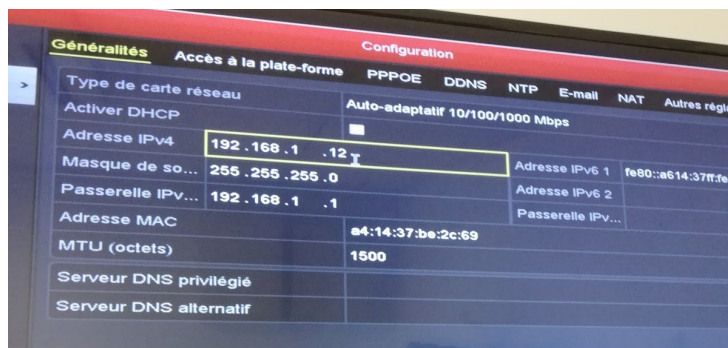 Configuration
Généralités Accès à la plate-forme PPPOE DDNS NTP E-mail NAT Autres
Type de carte réseau Auto-adaptatif 10/100/1000 Mbps
Activer DHCP
Adresse IPv4 192.168.1.12 Adresse IPv6 1 fe80::a614:37ff:fe
Masque de so... 255.255.255.0 Adresse IPv6 2
Passerelle IPv... 192.168.1.1 Passerelle IPv...
Adresse MAC a4:14:37:be:2c:69
MTU (octets) 1500
Serveur DNS privilégié
Serveur DNS alternatif